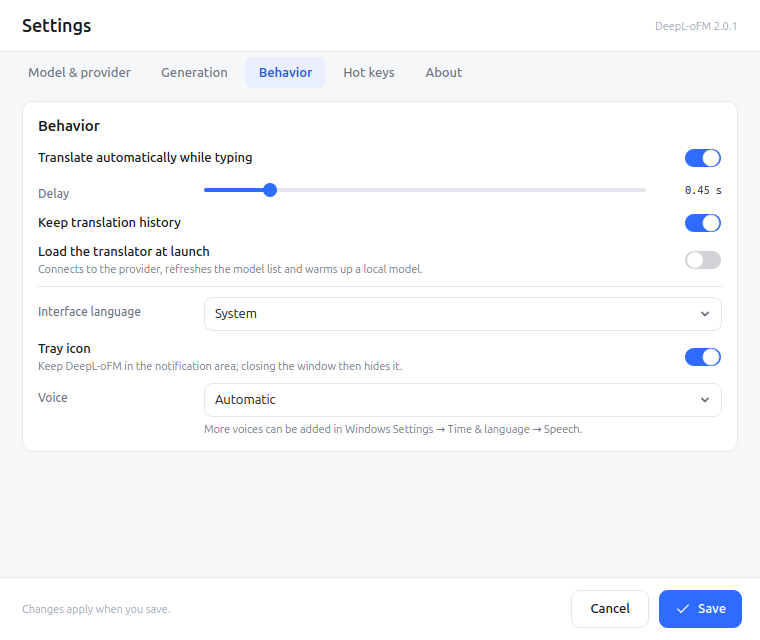 Settings
DeepL-oFM 2.0.1
Model & provider
Generation
Behavior
Hot keys
About
Behavior
Translate automatically while typing
Delay
0.45 s
Keep translation history
Load the translator at launch
Connects to the provider, refreshes the model list and warms up a local model.
Interface language
System
Tray icon
Keep DeepL-oFM in the notification area; closing the window then hides it.
Voice
Automatic
More voices can be added in Windows Settings → Time & language → Speech.
Changes apply when you save.
Cancel
Save